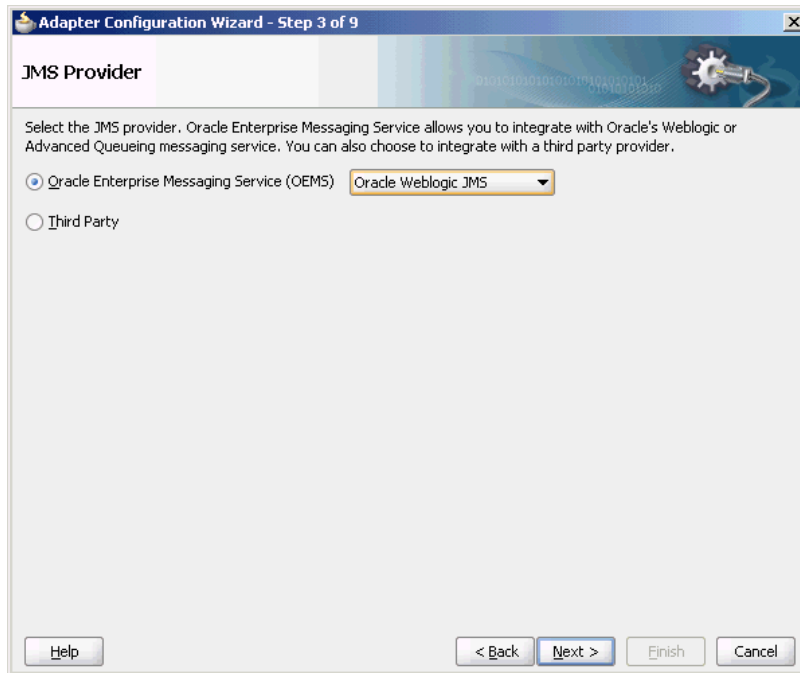 Adapter Configuration Wizard - Step 3 of 9
JMS Provider
Select the JMS provider. Oracle Enterprise Messaging Service allows you to integrate with Oracle's Weblogic or
Advanced Queueing messaging service. You can also choose to integrate with a third party provider.
Oracle Enterprise Messaging Service (OEMS) Oracle Weblogic JMS
Third Party
Help < Back Next > Finish Cancel